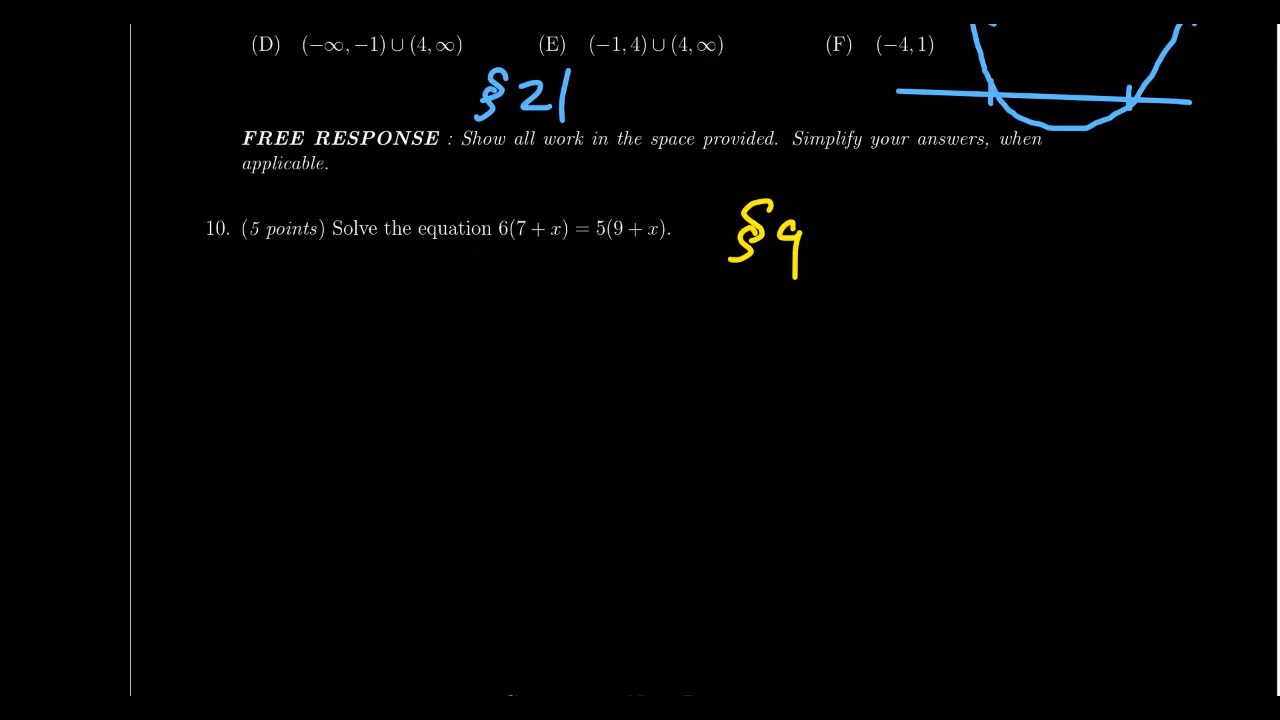 (D) (−∞, −1) ∪ (4, ∞) (E) (−1, 4) ∪ (4, ∞) (F) (−4, 1)
§ 21
FREE RESPONSE : Show all work in the space provided. Simplify your answers, when
applicable.
10. (5 points) Solve the equation 6(7 + x) = 5(9 + x).
§ 9